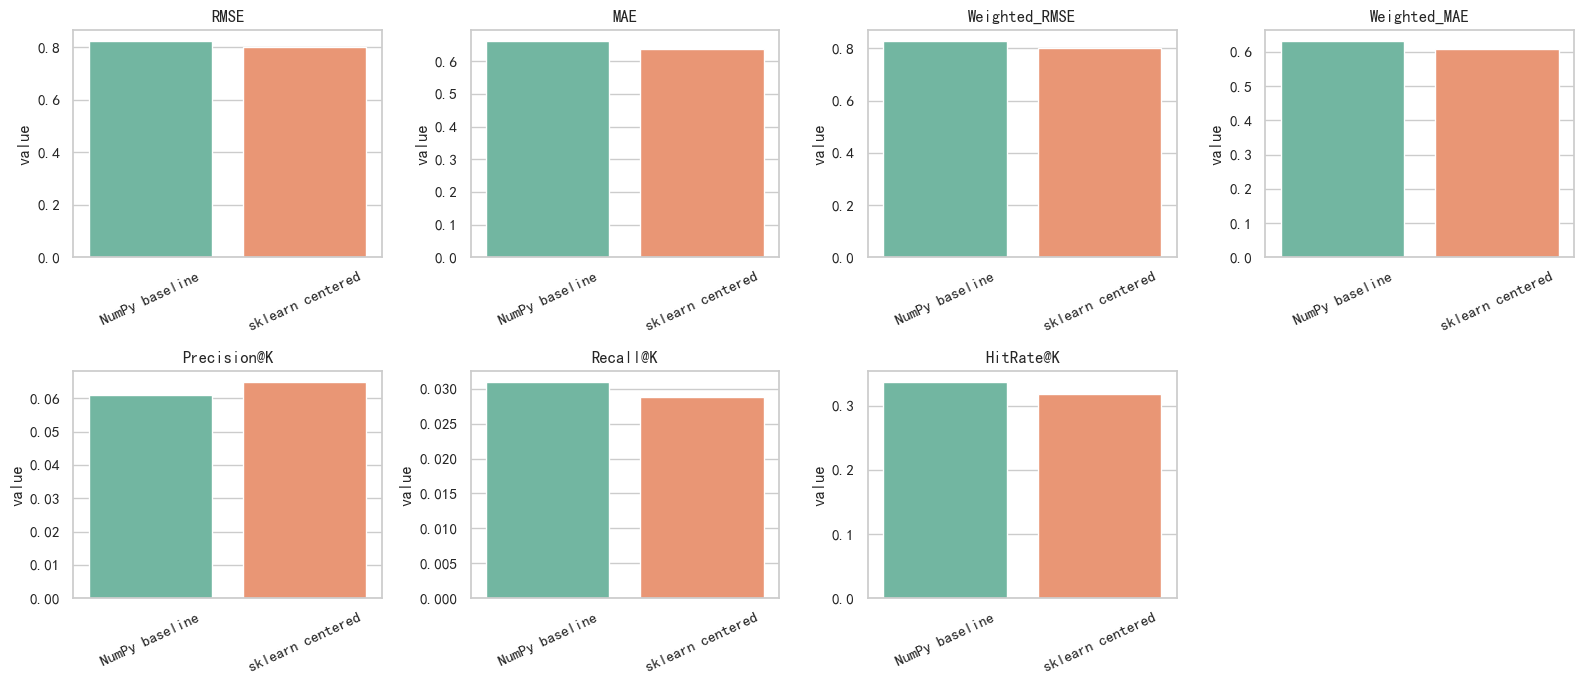 RMSE
value
0.8
0.6
0.4
0.2
0.0
NumPy baseline
sklearn centered
MAE
value
0.6
0.5
0.4
0.3
0.2
0.1
0.0
NumPy baseline
sklearn centered
Weighted_RMSE
value
0.8
0.6
0.4
0.2
0.0
NumPy baseline
sklearn centered
Weighted_MAE
value
0.6
0.5
0.4
0.3
0.2
0.1
0.0
NumPy baseline
sklearn centered
Precision@K
value
0.06
0.05
0.04
0.03
0.02
0.01
0.00
NumPy baseline
sklearn centered
Recall@K
value
0.030
0.025
0.020
0.015
0.010
0.005
0.000
NumPy baseline
sklearn centered
HitRate@K
value
0.3
0.2
0.1
0.0
NumPy baseline
sklearn centered